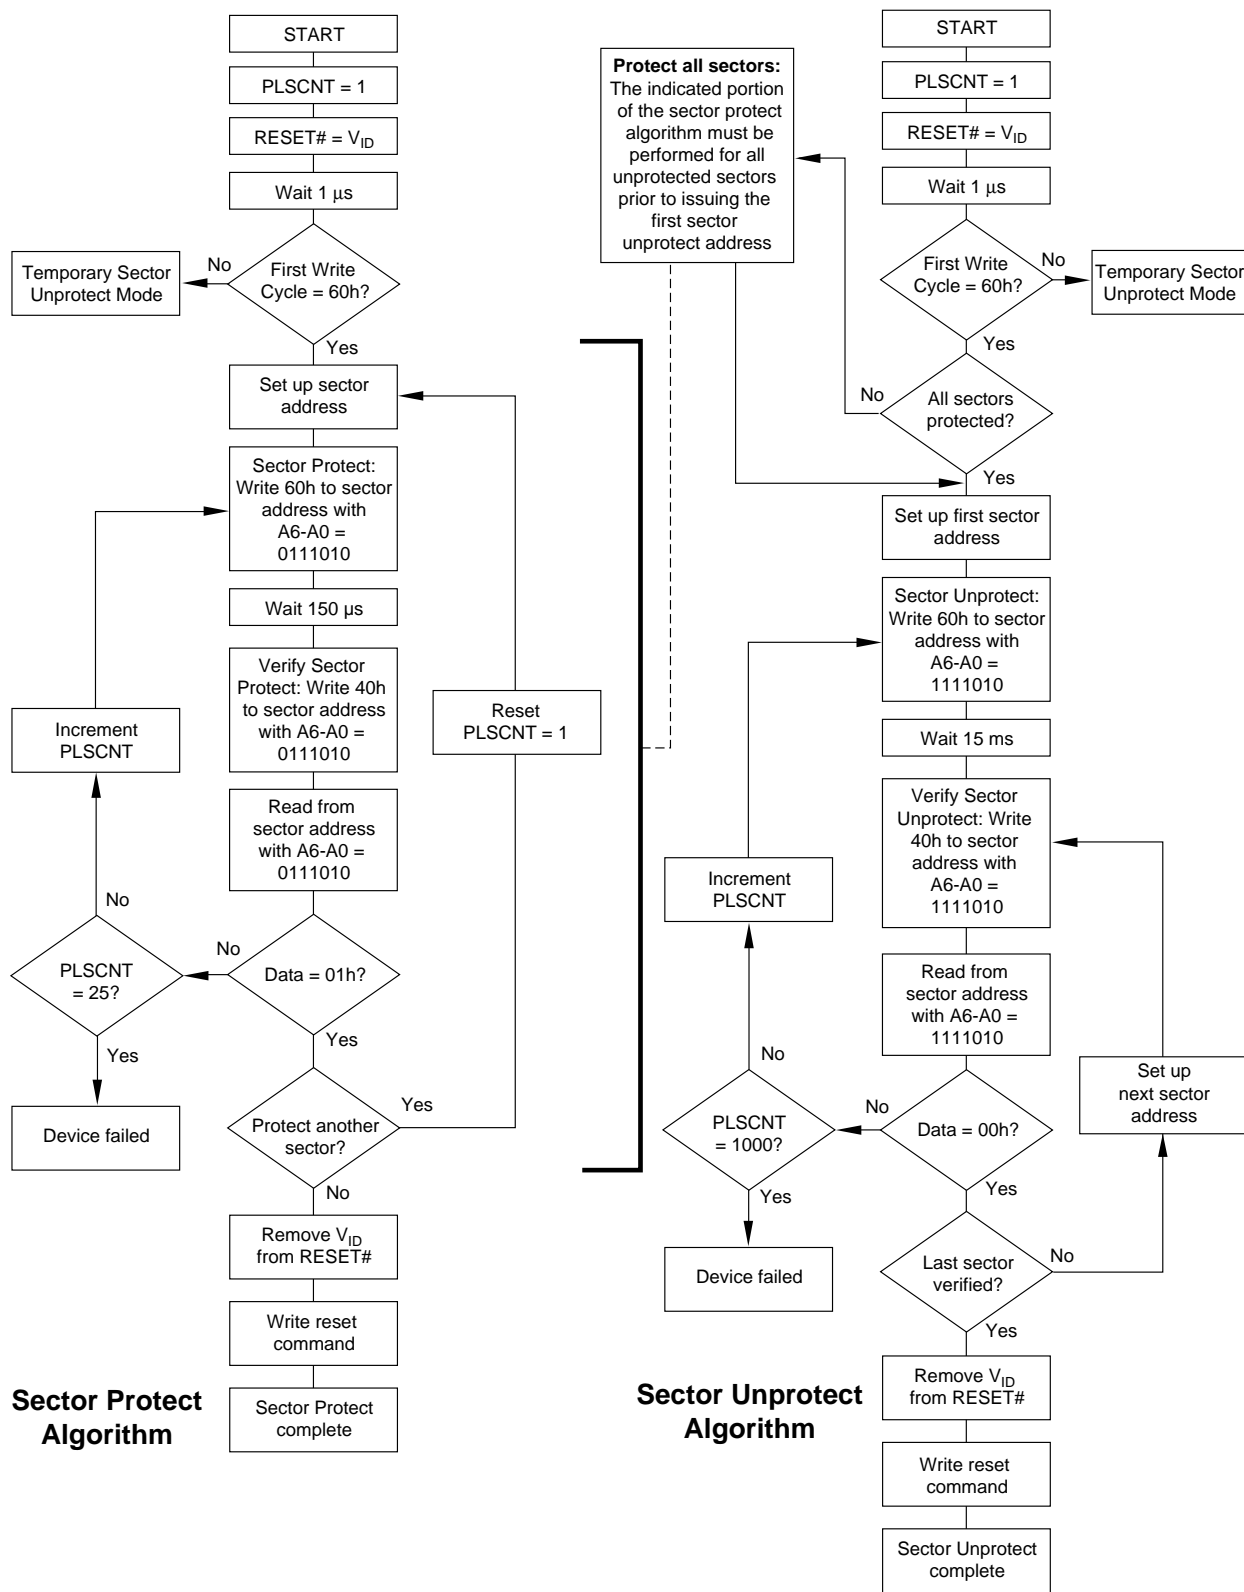 START
PLSCNT = 1
RESET# = VID
Wait 1 μs
First Write
Cycle = 60h?
No
Temporary Sector
Unprotect Mode
Yes
Set up sector
address
Sector Protect:
Write 60h to sector
address with
A6-A0 =
0111010
Wait 150 µs
Verify Sector
Protect: Write 40h
to sector address
with A6-A0 =
0111010
Increment
PLSCNT
Reset
PLSCNT = 1
Read from
sector address
with A6-A0 =
0111010
No
PLSCNT
= 25?
No
Data = 01h?
Yes
Yes
Device failed
Protect another
sector?
Yes
No
Remove VID
from RESET#
Write reset
command
Sector Protect
complete
Sector Protect
Algorithm
Protect all sectors:
The indicated portion
of the sector protect
algorithm must be
performed for all
unprotected sectors
prior to issuing the
first sector
unprotect address
START
PLSCNT = 1
RESET# = VID
Wait 1 μs
First Write
Cycle = 60h?
No
Temporary Sector
Unprotect Mode
Yes
No
All sectors
protected?
Yes
Set up first sector
address
Sector Unprotect:
Write 60h to sector
address with
A6-A0 =
1111010
Wait 15 ms
Verify Sector
Unprotect: Write
40h to sector
address with
A6-A0 =
1111010
Increment
PLSCNT
Read from
sector address
with A6-A0 =
1111010
No
Set up
next sector
address
PLSCNT
= 1000?
No
Data = 00h?
Yes
Yes
Device failed
Last sector
verified?
No
Yes
Remove VID
from RESET#
Write reset
command
Sector Unprotect
complete
Sector Unprotect
Algorithm